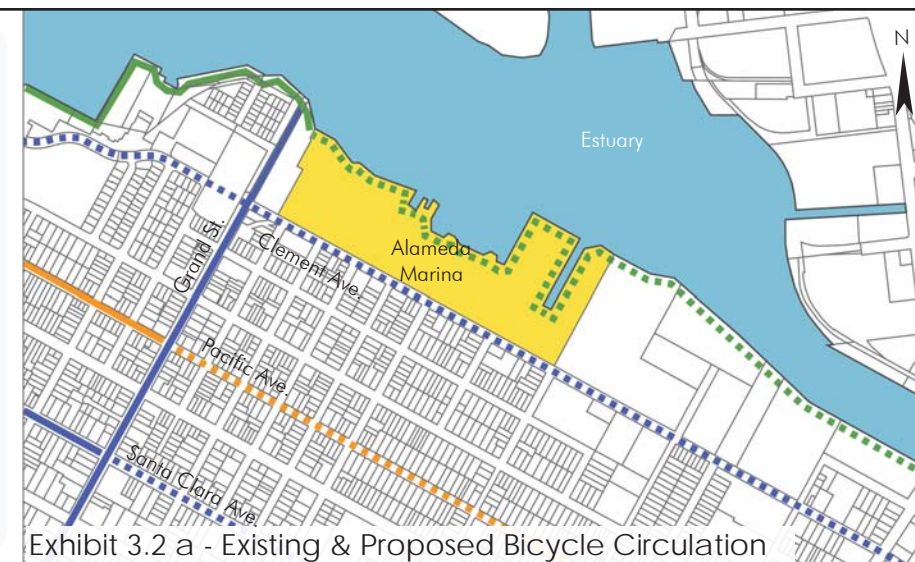 N
Estuary
Alameda
Marina
Grand St.
Clement Ave.
Pacific Ave.
Santa Clara Ave.
Exhibit 3.2 a - Existing & Proposed Bicycle Circulation